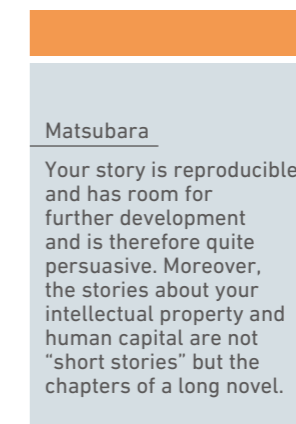 Matsubara
Your story is reproducible
and has room for
further development
and is therefore quite
persuasive. Moreover,
the stories about your
intellectual property and
human capital are not
“short stories” but the
chapters of a long novel.